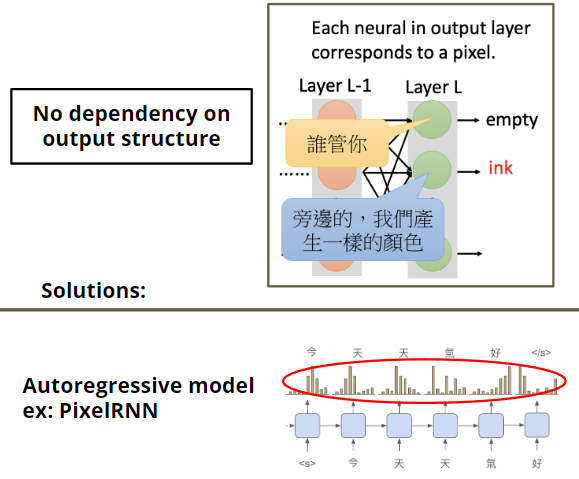 Each neural in output layer
corresponds to a pixel.
Layer L-1
Layer L
No dependency on
output structure
empty
誰管你
ink
旁邊的，我們產
生一樣的顏色
Solutions:
今 天 天 氣 好 </s>
Autoregressive model
ex: PixelRNN
<s> 今 天 天 氣 好